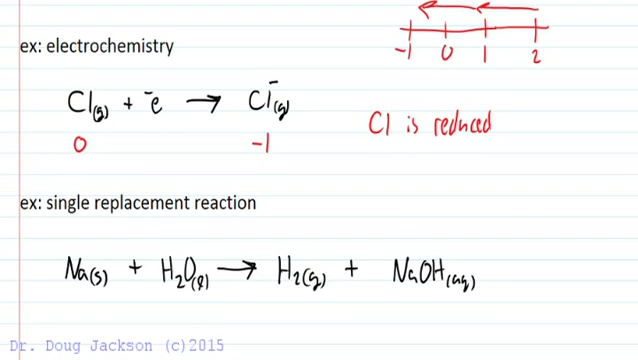 ex: electrochemistry
-1 0 1 2
Cl(g) + ⁻e → Cl⁻(g)
0 -1
Cl is reduced
ex: single replacement reaction
Na(s) + H₂O(l) → H₂(g) + NaOH(aq)
Dr. Doug Jackson (c)2015